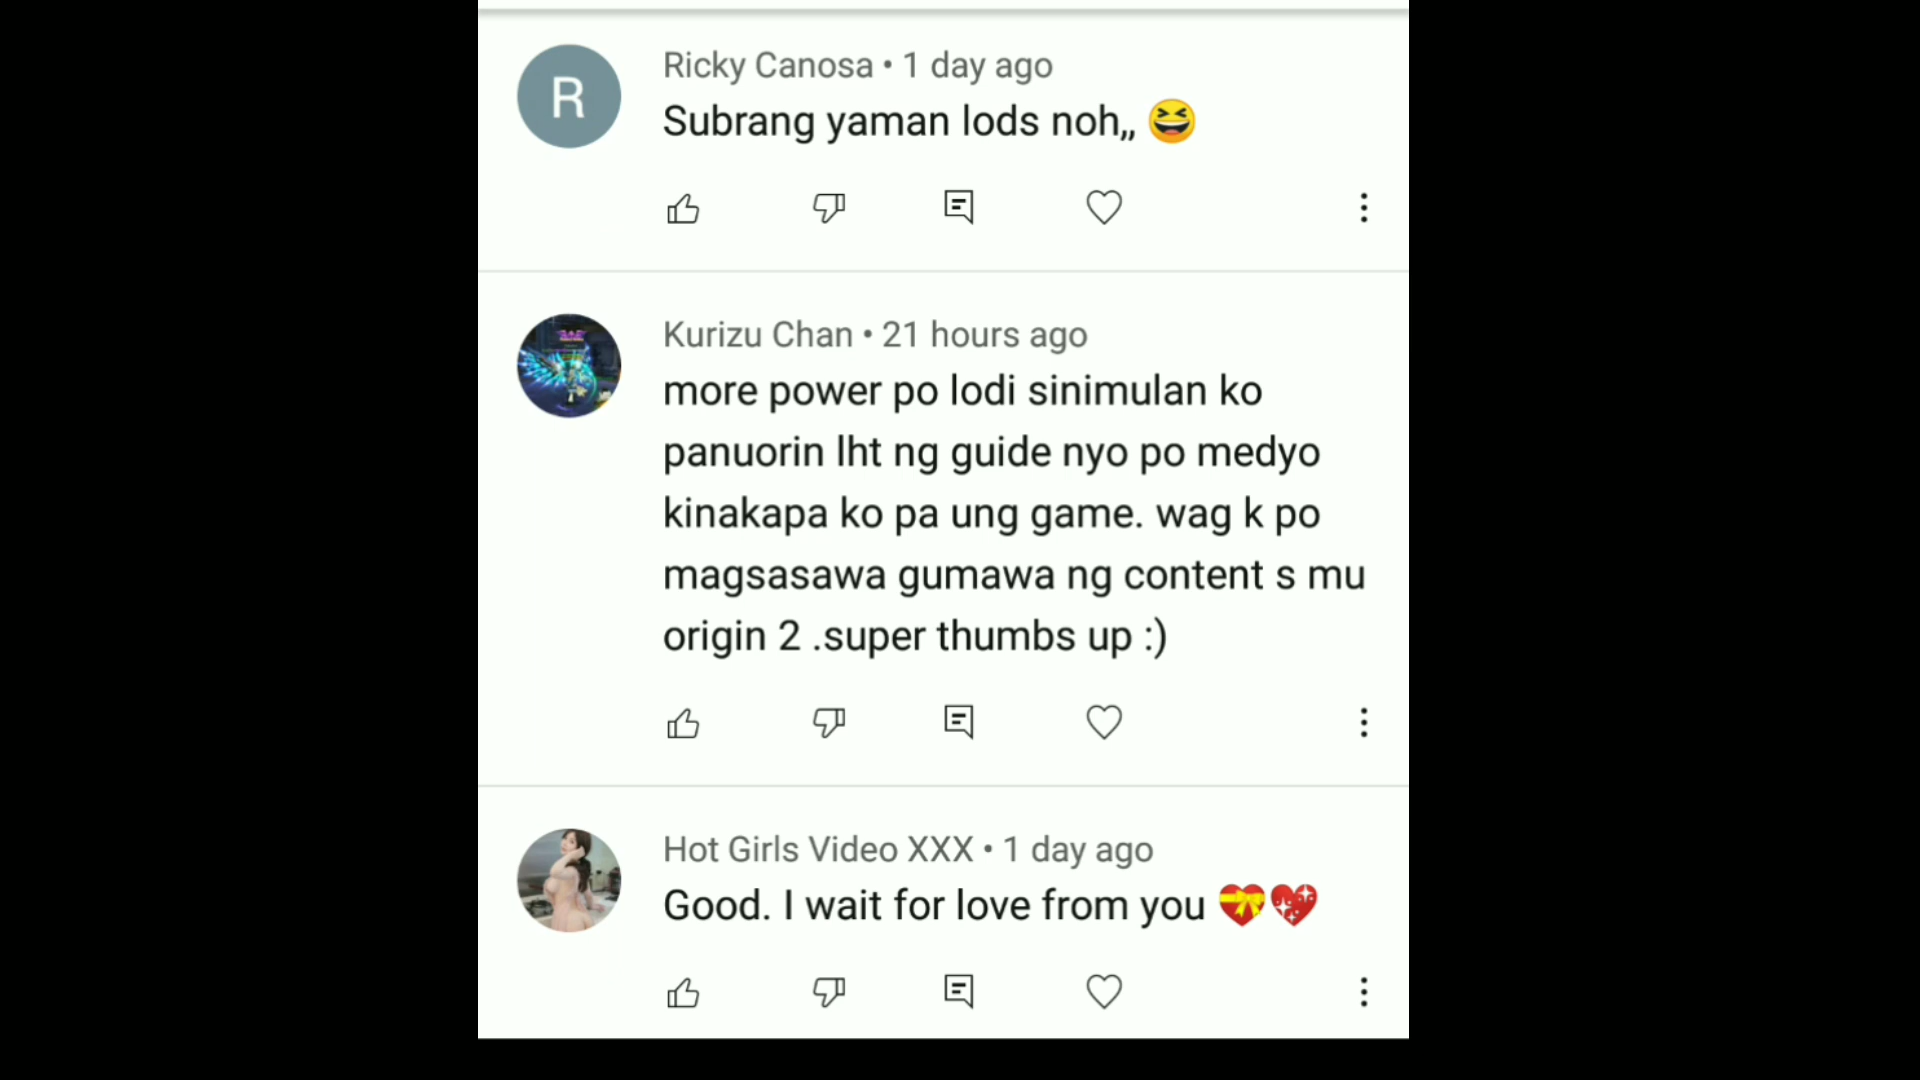 R
Ricky Canosa • 1 day ago
Subrang yaman lods noh,, 😆
Kurizu Chan • 21 hours ago
more power po lodi sinimulan ko
panuorin lht ng guide nyo po medyo
kinakapa ko pa ung game. wag k po
magsasawa gumawa ng content s mu
origin 2 .super thumbs up :)
Hot Girls Video XXX • 1 day ago
Good. I wait for love from you 💝💖